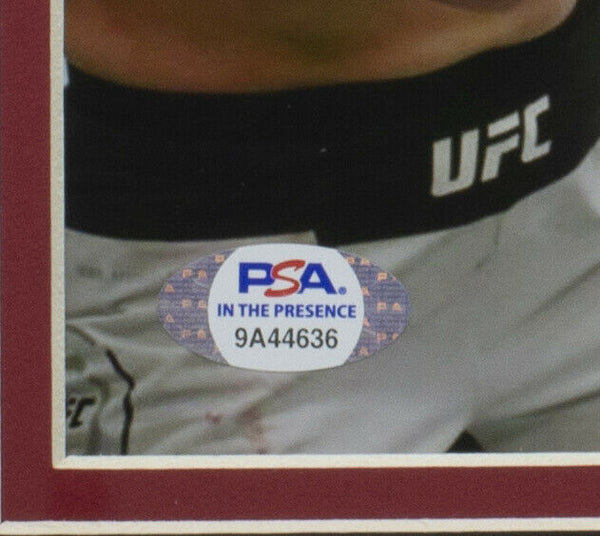 UFC
PSA®
IN THE PRESENCE
9A44636